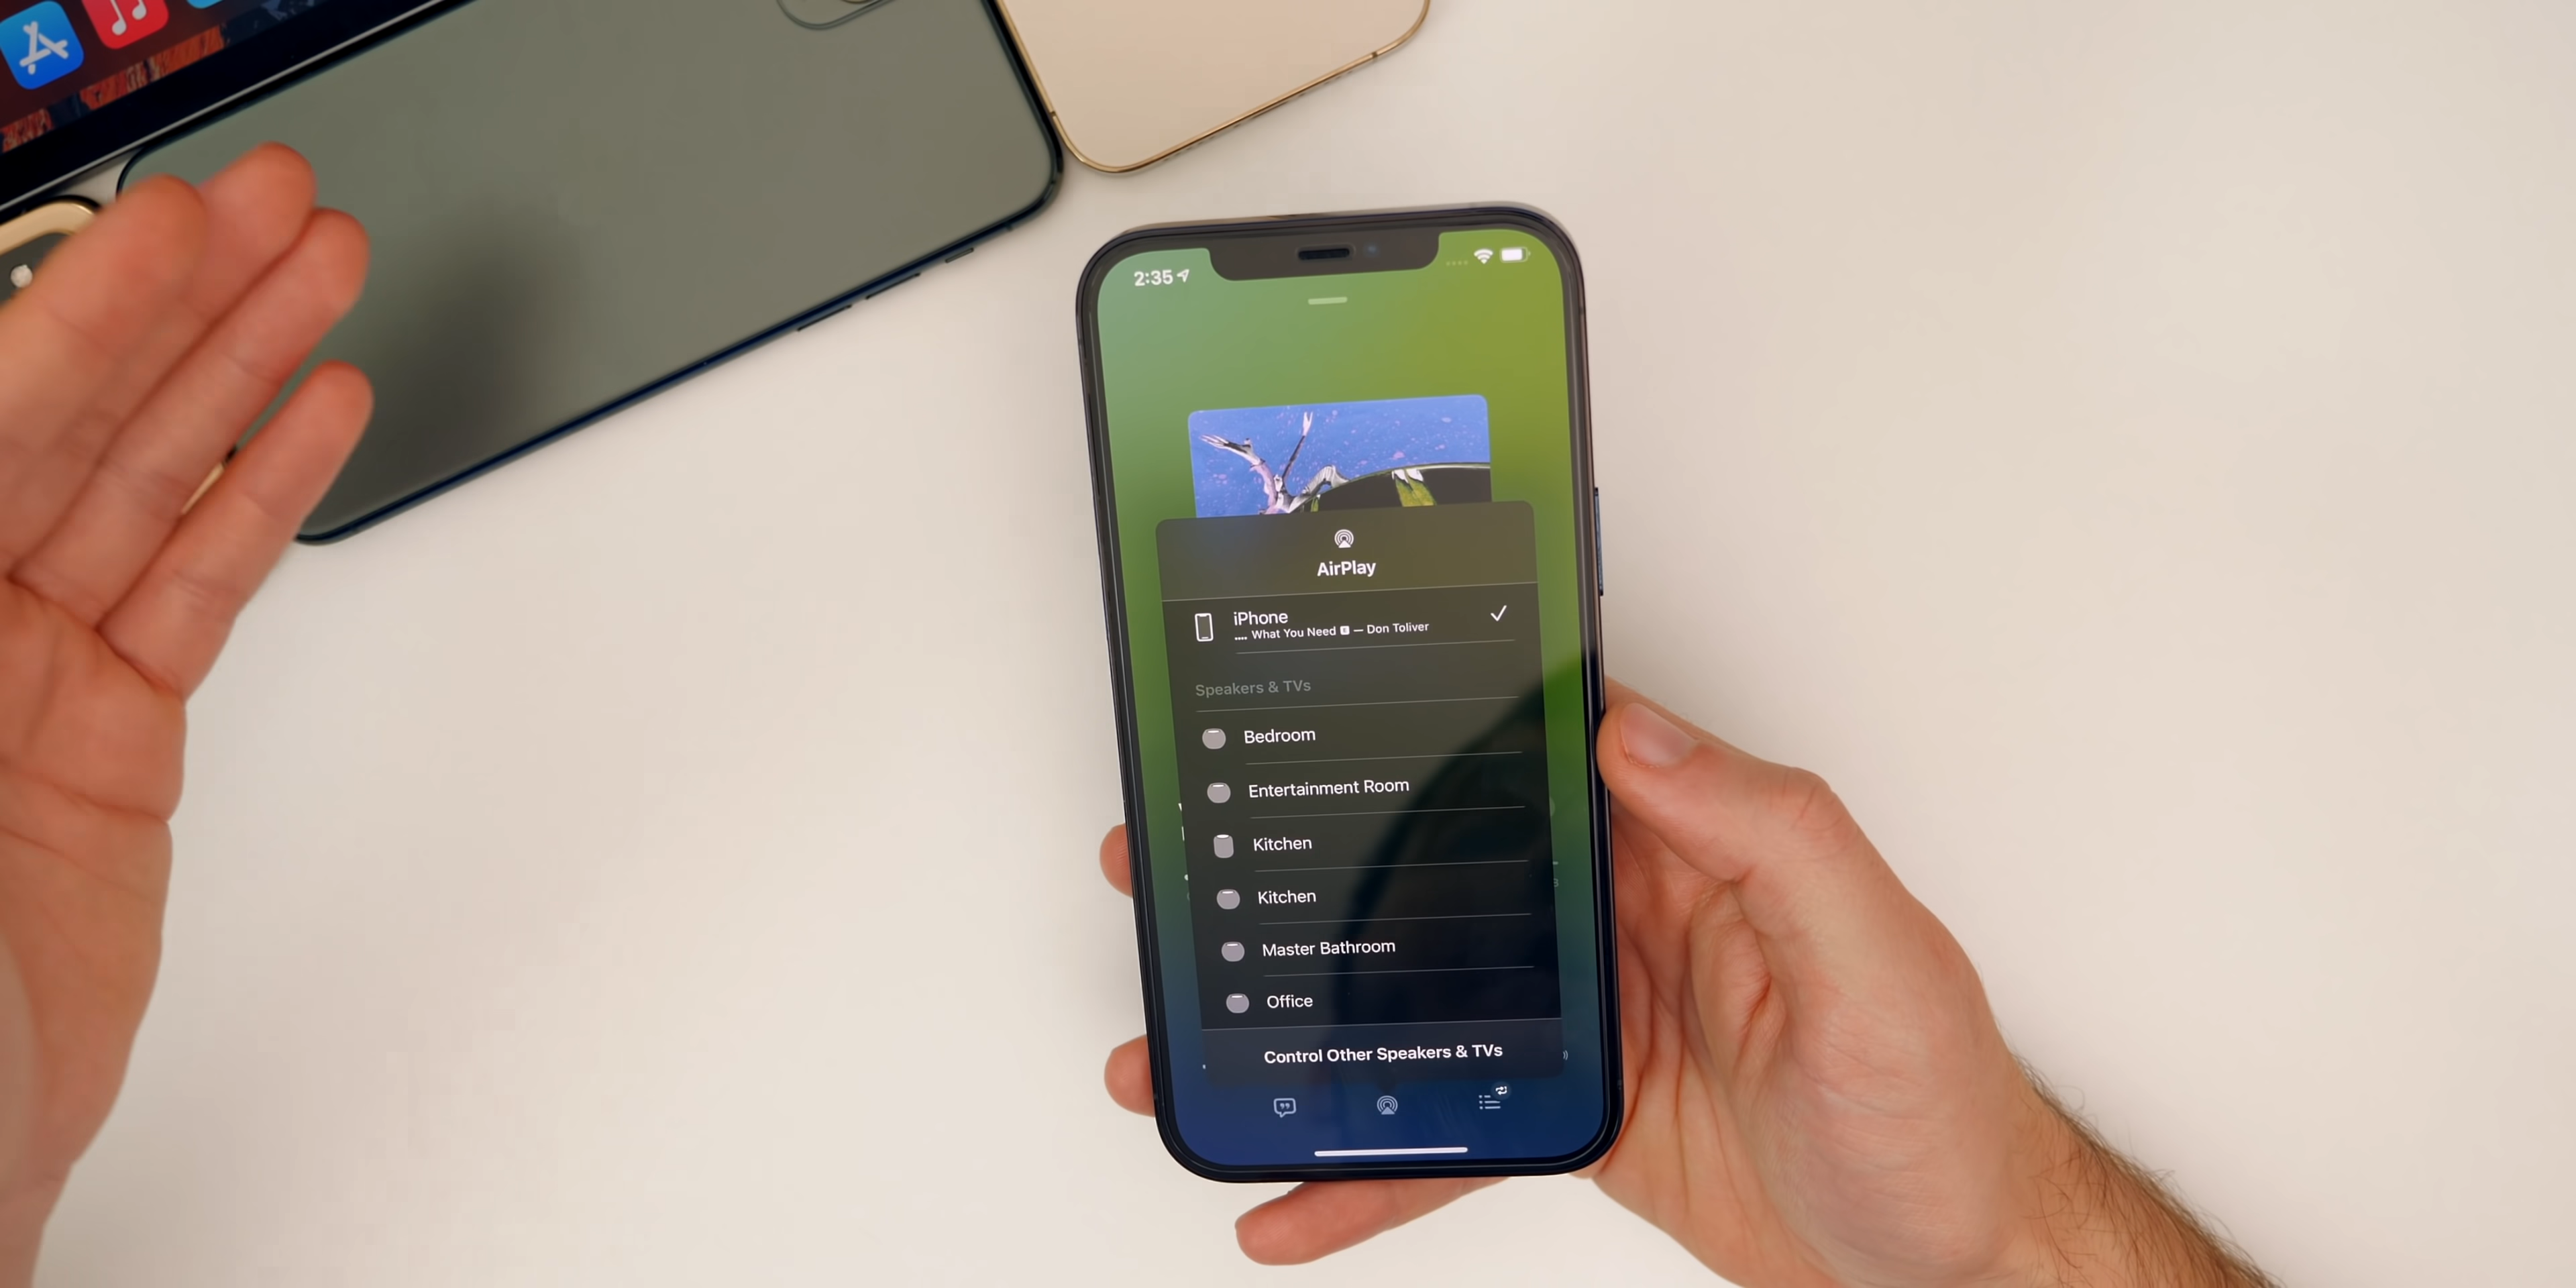 2:35
AirPlay
iPhone
What You Need E — Don Toliver
Speakers & TVs
Bedroom
Entertainment Room
Kitchen
Kitchen
Master Bathroom
Office
Control Other Speakers & TVs